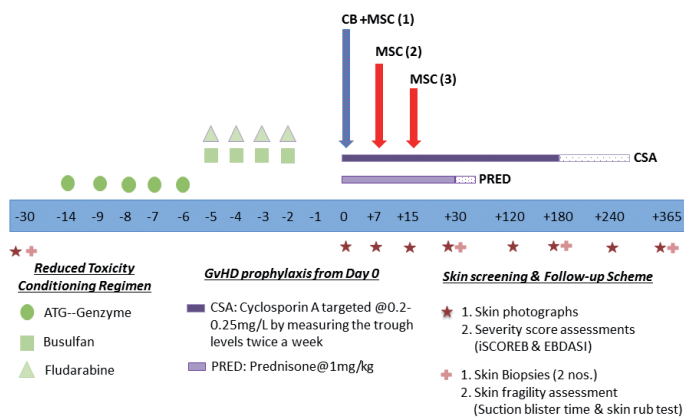 CB +MSC (1)
MSC (2)
MSC (3)
CSA
PRED
-30 -14 -9 -8 -7 -6 -5 -4 -3 -2 -1 0 +7 +15 +30 +120 +180 +240 +365
Reduced Toxicity
Conditioning Regimen
ATG--Genzyme
Busulfan
Fludarabine
GvHD prophylaxis from Day 0
CSA: Cyclosporin A targeted @0.2-
0.25mg/L by measuring the trough
levels twice a week
PRED: Prednisone@1mg/kg
Skin screening & Follow-up Scheme
1. Skin photographs
2. Severity score assessments
(iSCOREB & EBDASI)
1. Skin Biopsies (2 nos.)
2. Skin fragility assessment
(Suction blister time & skin rub test)